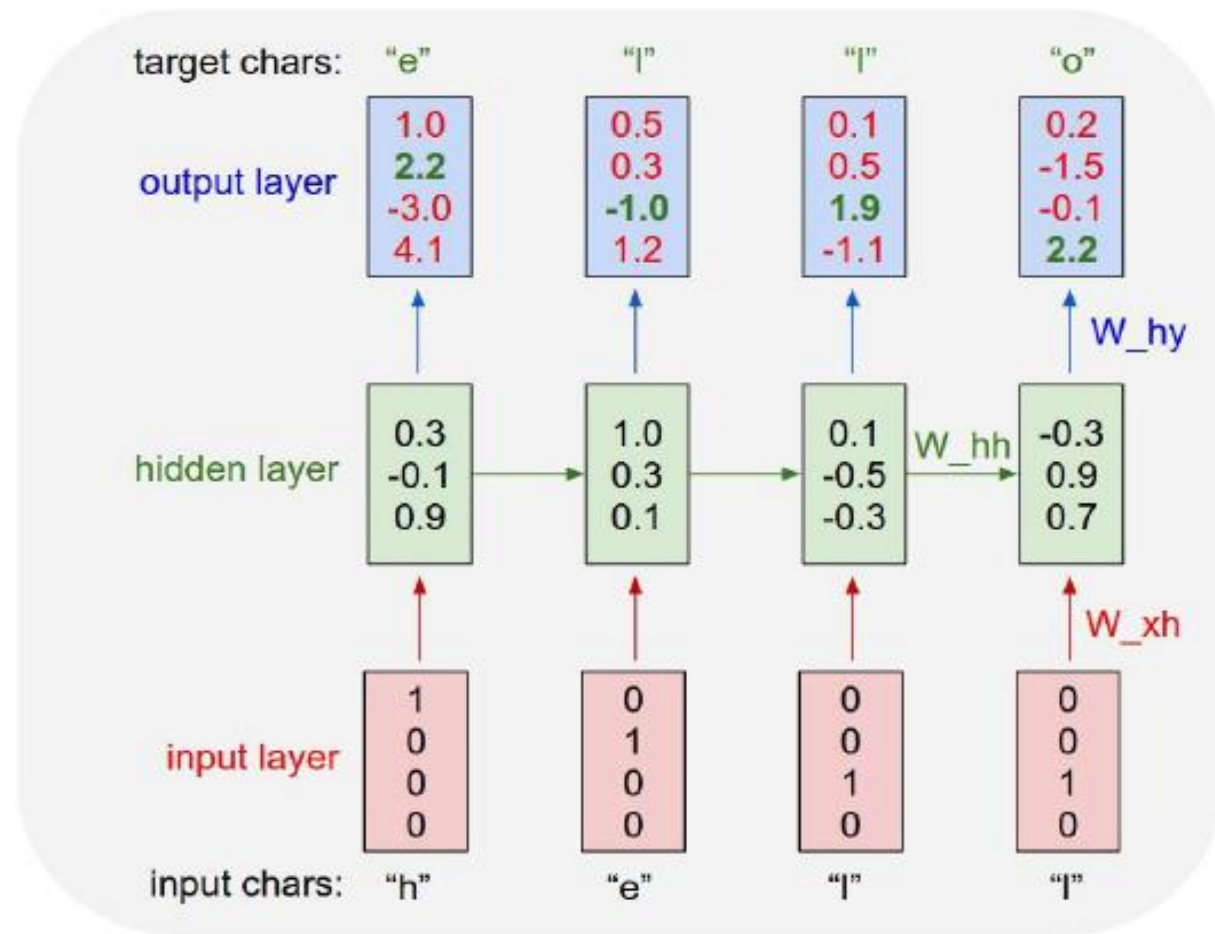 target chars: “e” “l” “l” “o”
1.0 0.5 0.1 0.2
2.2 0.3 0.5 -1.5
output layer
-3.0 -1.0 1.9 -0.1
4.1 1.2 -1.1 2.2
W_hy
0.3 1.0 0.1 -0.3
W_hh
hidden layer
-0.1 0.3 -0.5 0.9
0.9 0.1 -0.3 0.7
W_xh
1 0 0 0
0 1 0 0
input layer
0 0 1 1
0 0 0 0
input chars: “h” “e” “l” “l”